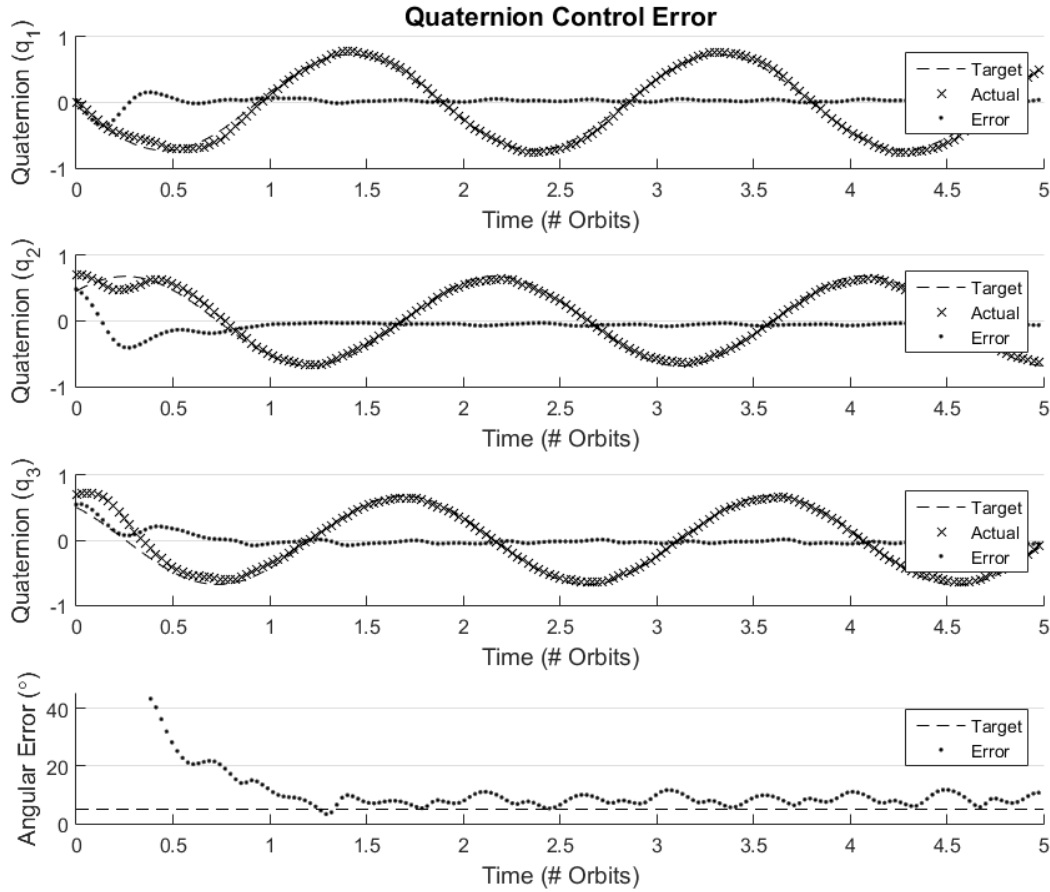 Quaternion Control Error
Quaternion (q1)
1
0
-1
Target
Actual
Error
0 0.5 1 1.5 2 2.5 3 3.5 4 4.5 5
Time (# Orbits)
Quaternion (q2)
1
0
-1
Target
Actual
Error
0 0.5 1 1.5 2 2.5 3 3.5 4 4.5 5
Time (# Orbits)
Quaternion (q3)
1
0
-1
Target
Actual
Error
0 0.5 1 1.5 2 2.5 3 3.5 4 4.5 5
Time (# Orbits)
Angular Error (°)
40
20
0
Target
Error
0 0.5 1 1.5 2 2.5 3 3.5 4 4.5 5
Time (# Orbits)